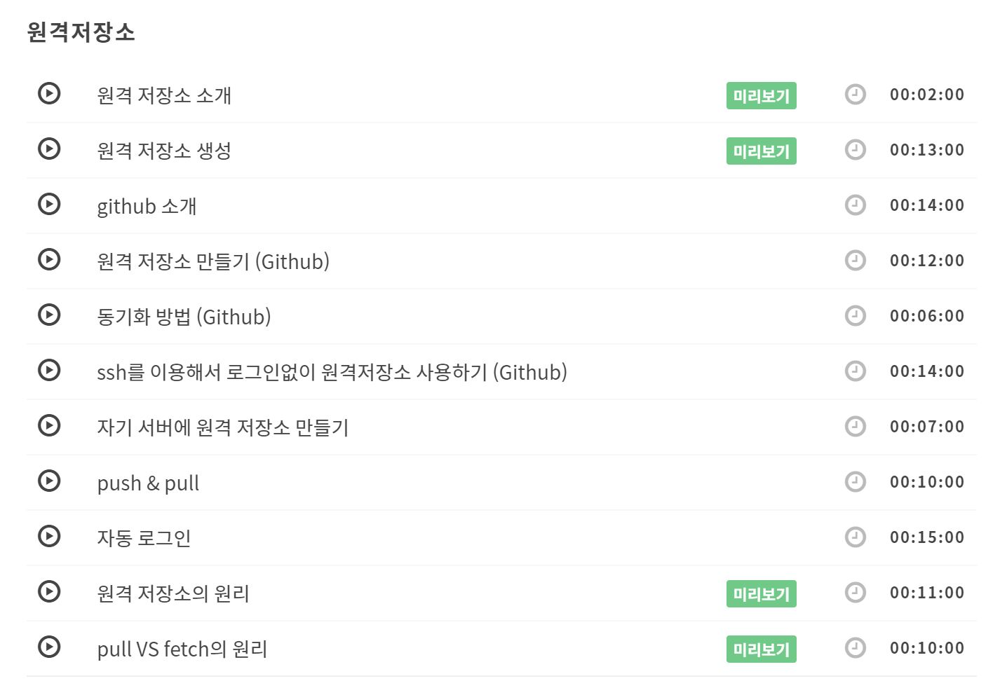 원격저장소
원격 저장소 소개 미리보기 00:02:00
원격 저장소 생성 미리보기 00:13:00
github 소개 00:14:00
원격 저장소 만들기 (Github) 00:12:00
동기화 방법 (Github) 00:06:00
ssh를 이용해서 로그인없이 원격저장소 사용하기 (Github) 00:14:00
자기 서버에 원격 저장소 만들기 00:07:00
push & pull 00:10:00
자동 로그인 00:15:00
원격 저장소의 원리 미리보기 00:11:00
pull VS fetch의 원리 미리보기 00:10:00